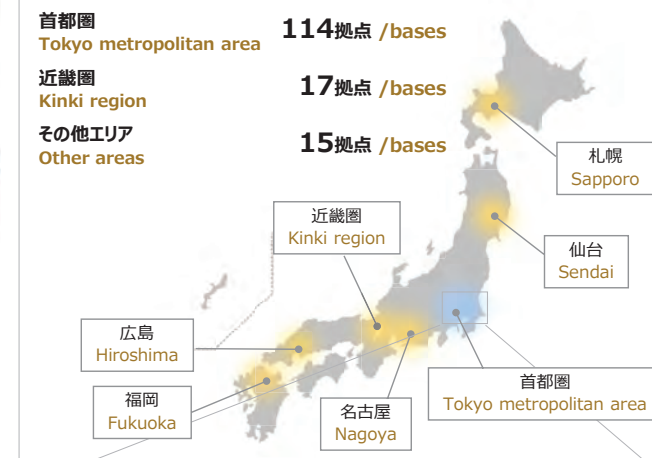 首都圏
Tokyo metropolitan area
114拠点 /bases
近畿圏
Kinki region
17拠点 /bases
その他エリア
Other areas
15拠点 /bases
札幌
Sapporo
近畿圏
Kinki region
仙台
Sendai
広島
Hiroshima
首都圏
Tokyo metropolitan area
福岡
Fukuoka
名古屋
Nagoya